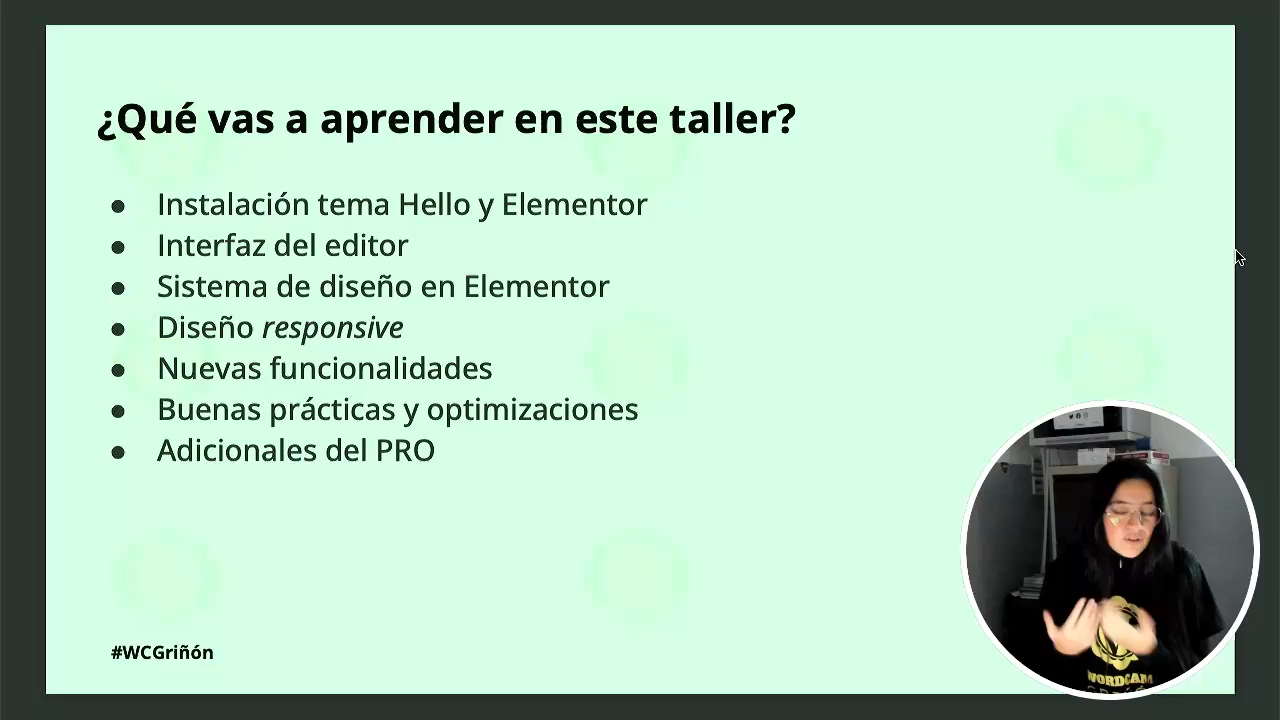 ¿Qué vas a aprender en este taller?
● Instalación tema Hello y Elementor
● Interfaz del editor
● Sistema de diseño en Elementor
● Diseño responsive
● Nuevas funcionalidades
● Buenas prácticas y optimizaciones
● Adicionales del PRO
#WCGriñón